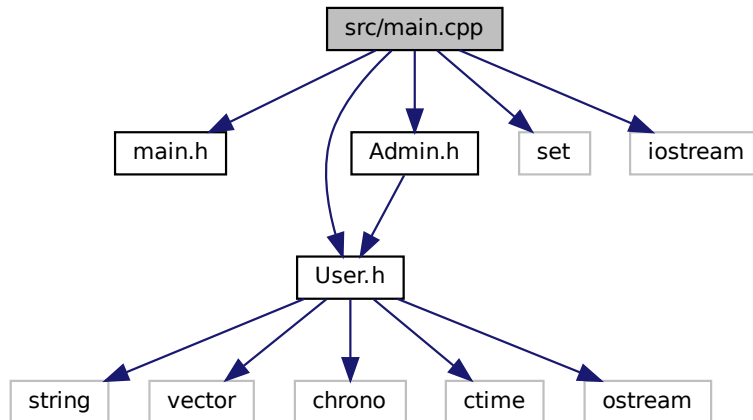 src/main.cpp
main.h
Admin.h
set
iostream
User.h
string
vector
chrono
ctime
ostream